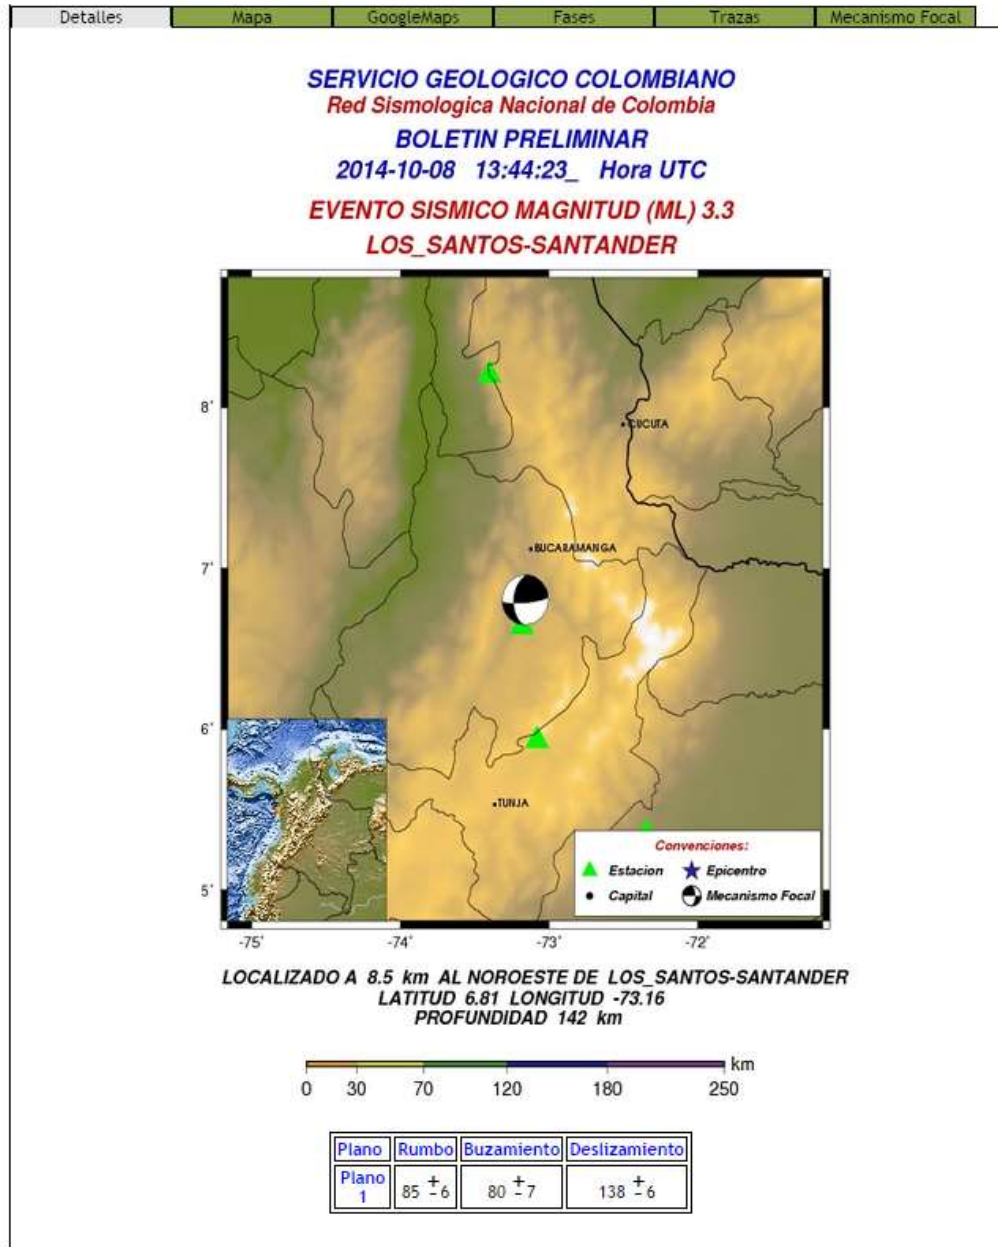 Detalles Mapa GoogleMaps Fases Trazas Mecanismo Focal
SERVICIO GEOLOGICO COLOMBIANO
Red Sismologica Nacional de Colombia
BOLETIN PRELIMINAR
2014-10-08 13:44:23_ Hora UTC
EVENTO SISMICO MAGNITUD (ML) 3.3
LOS_SANTOS-SANTANDER
8˚
CUCUTA
BUCARAMANGA
7˚
6˚
TUNJA
Convenciones:
Estacion Epicentro
Capital Mecanismo Focal
5˚
-75˚ -74˚ -73˚ -72˚
LOCALIZADO A 8.5 km AL NOROESTE DE LOS_SANTOS-SANTANDER
LATITUD 6.81 LONGITUD -73.16
PROFUNDIDAD 142 km
km
0 30 70 120 180 250
Plano Rumbo Buzamiento Deslizamiento
Plano 1 85 +- 6 80 +- 7 138 +- 6